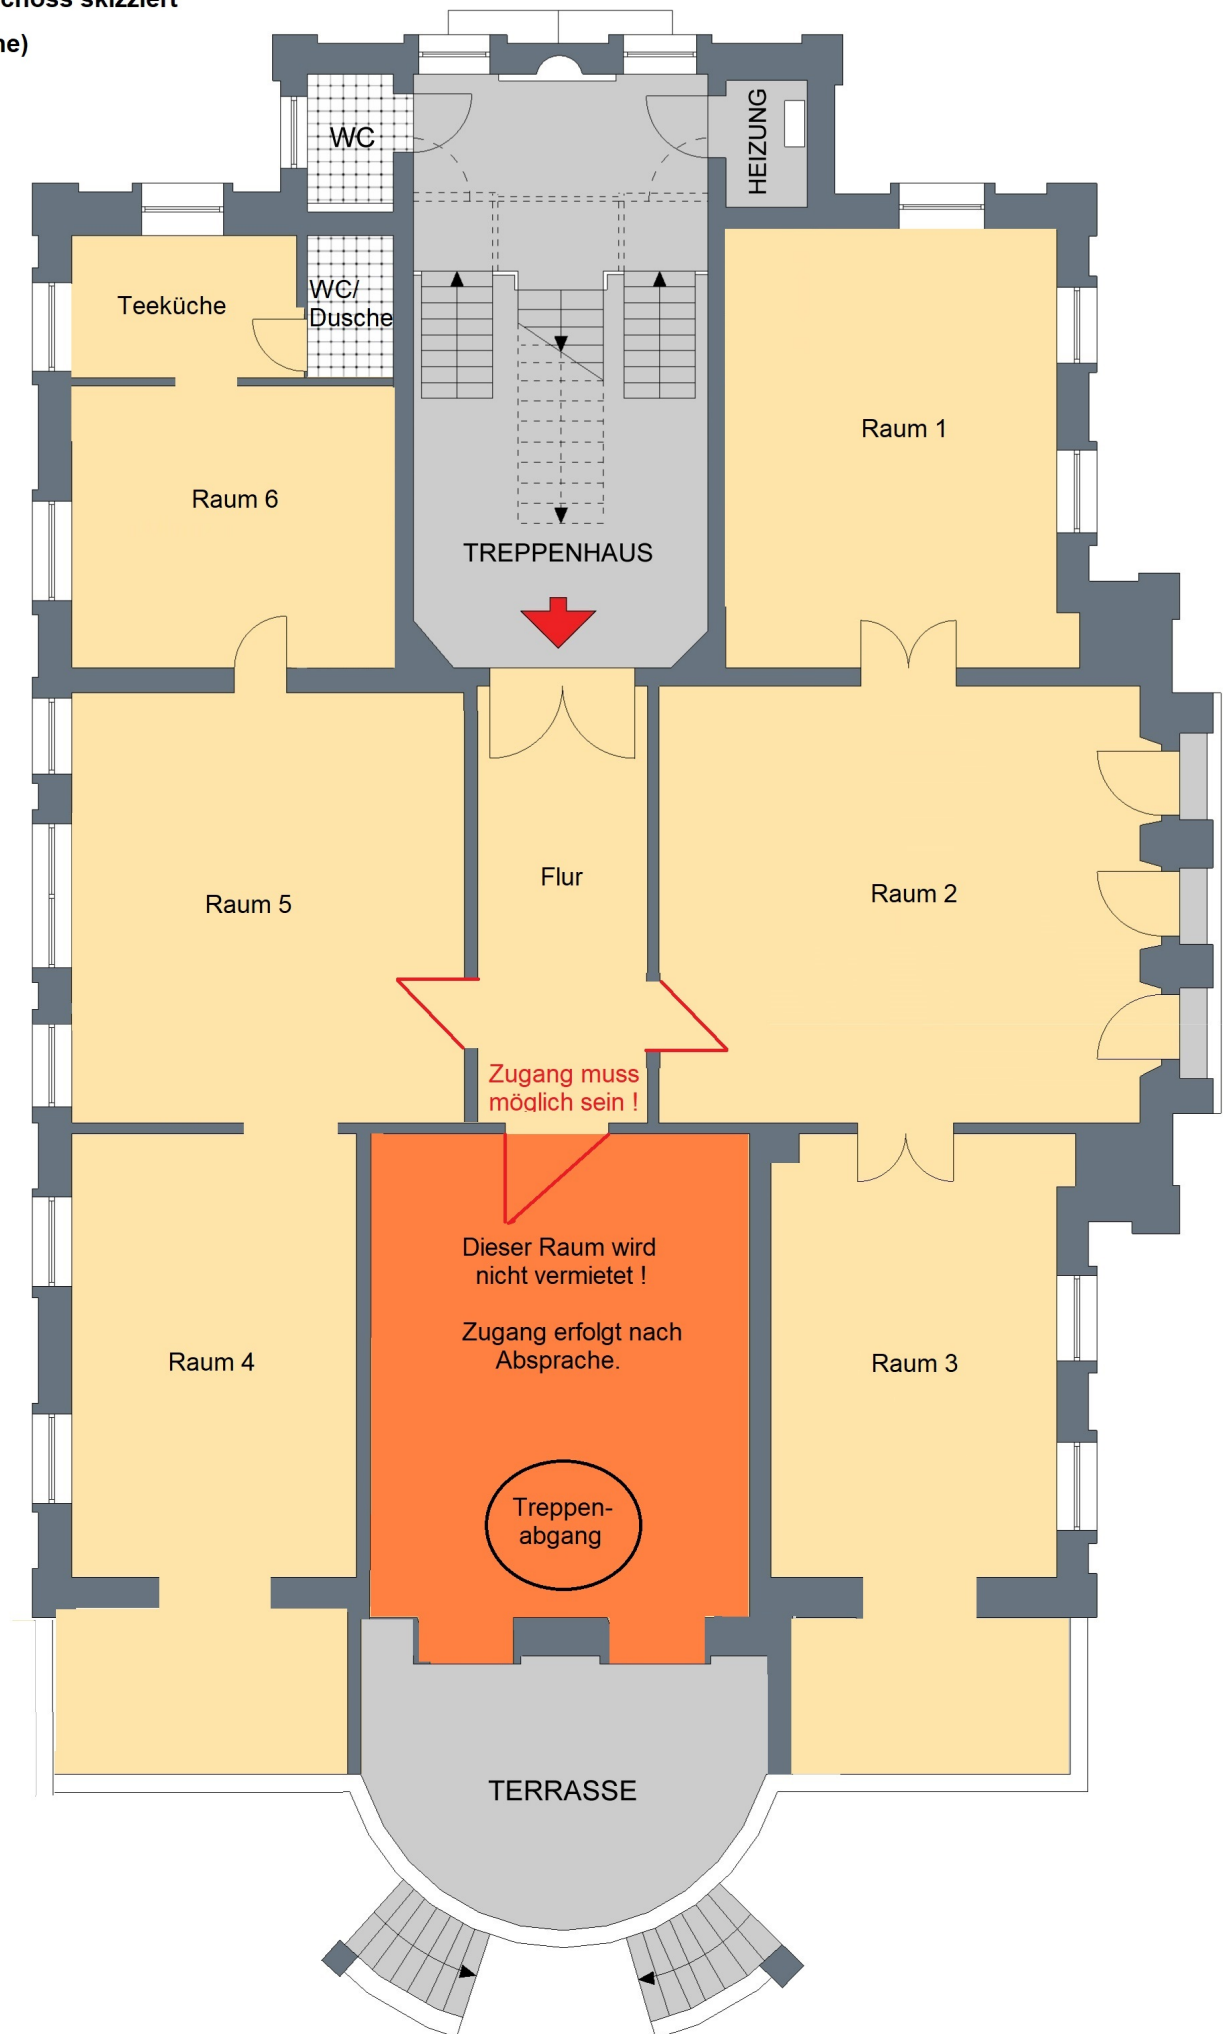 skizziert
WC
HEIZUNG
Teeküche
WC/
Dusche
Raum 1
Raum 6
TREPPENHAUS
Flur
Raum 5
Raum 2
Zugang muss
möglich sein !
Dieser Raum wird
nicht vermietet !
Zugang erfolgt nach
Absprache.
Raum 4
Raum 3
Treppen-
abgang
TERRASSE